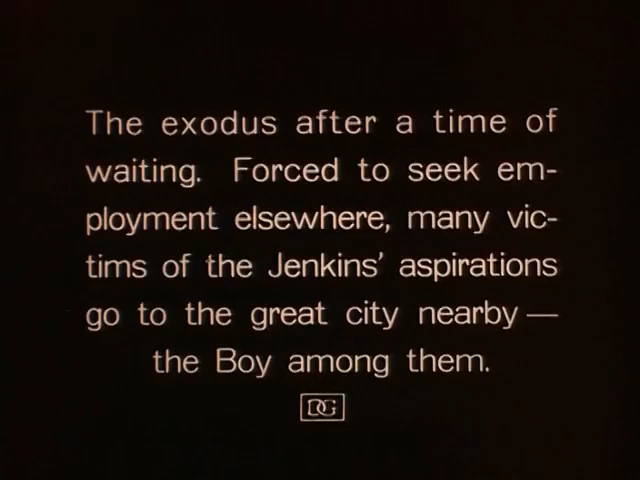 The exodus after a time of
waiting. Forced to seek em-
ployment elsewhere, many vic-
tims of the Jenkins' aspirations
go to the great city nearby —
the Boy among them.
DG